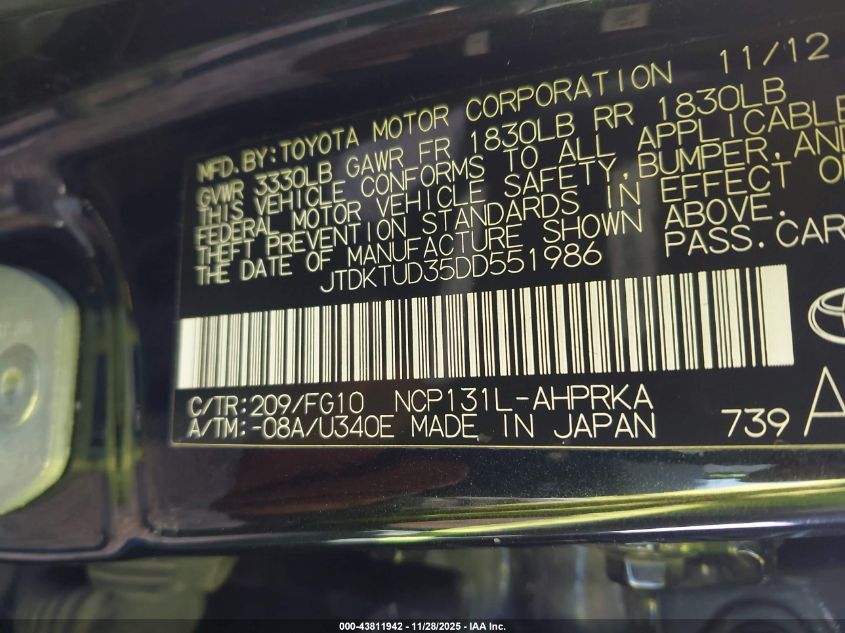 MFD.BY:TOYOTA MOTOR CORPORATION 11/12
GVWR 3330LB GAWR FR 1830LB RR 1830LB
THIS VEHICLE CONFORMS TO ALL APPLICABLE
FEDERAL MOTOR VEHICLE SAFETY,BUMPER,AND
THEFT PREVENTION STANDARDS IN EFFECT
THE DATE OF MANUFACTURE SHOWN ABOVE.
JTDKTUD35DD551986 PASS.CAR
C/TR:209/FG10 NCP131L-AHPRKA
A/TM:-08A/U340E MADE IN JAPAN 739 A
000-43811942 - 11/28/2025 - IAA Inc.